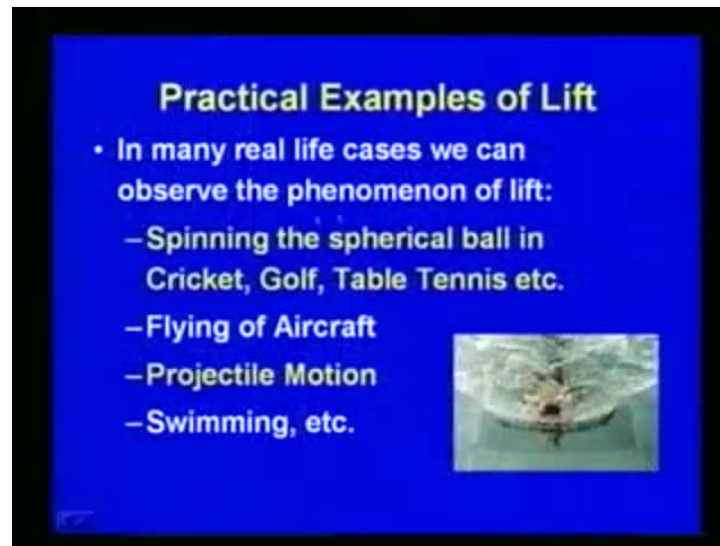 Practical Examples of Lift
• In many real life cases we can
observe the phenomenon of lift:
–Spinning the spherical ball in
Cricket, Golf, Table Tennis etc.
–Flying of Aircraft
–Projectile Motion
–Swimming, etc.